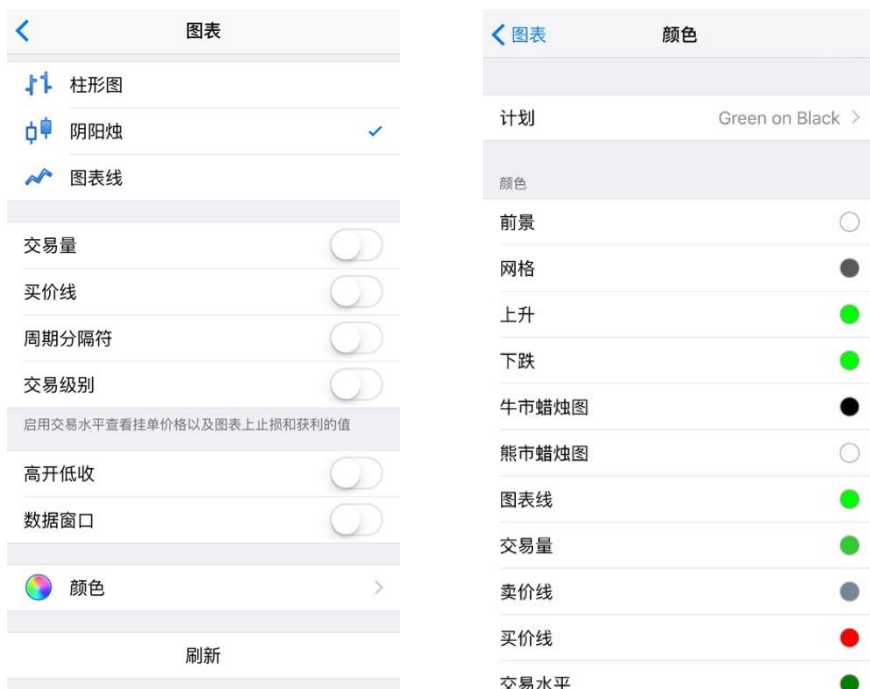 图表
柱形图
阴阳烛
图表线
交易量
买价线
周期分隔符
交易级别
启用交易水平查看挂单价格以及图表上止损和获利的值
高开低收
数据窗口
颜色
刷新
图表
颜色
计划 Green on Black
颜色
前景
网格
上升
下跌
牛市蜡烛图
熊市蜡烛图
图表线
交易量
卖价线
买价线
交易水平